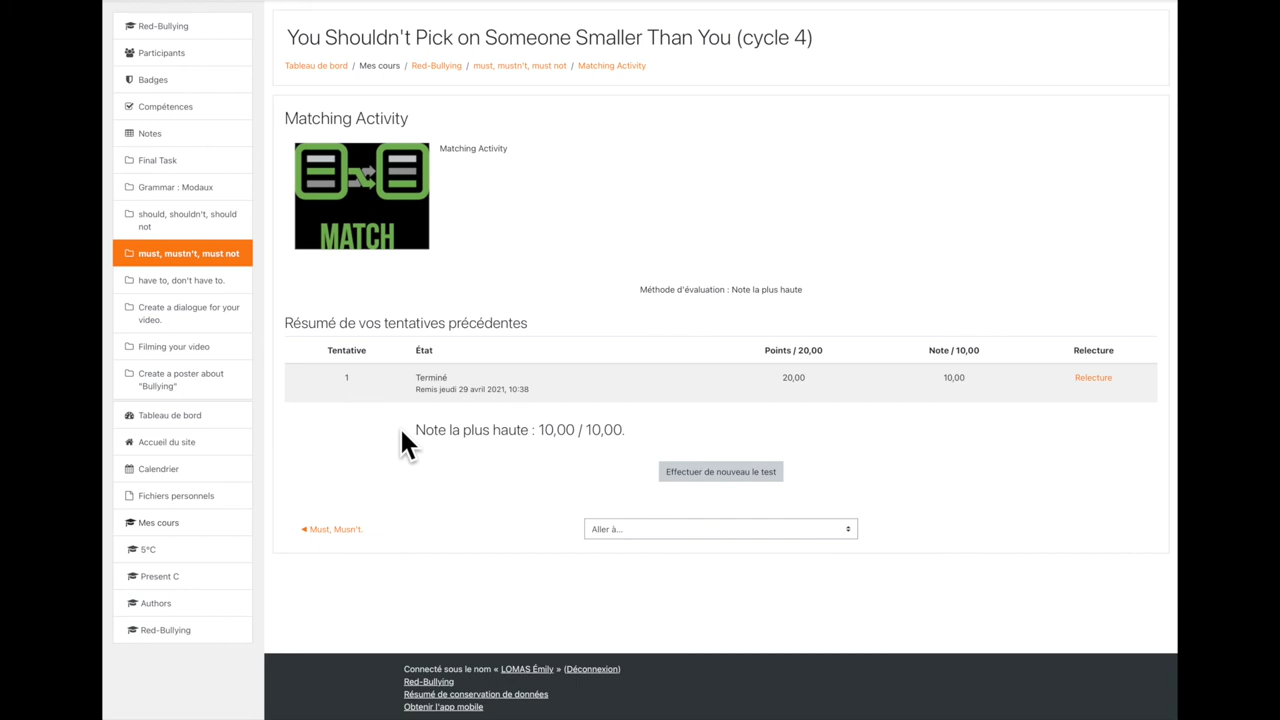 Red-Bullying
Participants
Badges
Compétences
Notes
Final Task
Grammar : Modaux
should, shouldn't, should
not
must, mustn't, must not
have to, don't have to.
Create a dialogue for your
video.
Filming your video
Create a poster about
"Bullying"
Tableau de bord
Accueil du site
Calendrier
Fichiers personnels
Mes cours
5°C
Present C
Authors
Red-Bullying
You Shouldn't Pick on Someone Smaller Than You (cycle 4)
Tableau de bord / Mes cours / Red-Bullying / must, mustn't, must not / Matching Activity
Matching Activity
MATCH
Matching Activity
Méthode d'évaluation : Note la plus haute
Résumé de vos tentatives précédentes
Tentative État Points / 20,00 Note / 10,00 Relecture
1 Terminé 20,00 10,00 Relecture
Remis jeudi 29 avril 2021, 10:38
Note la plus haute : 10,00 / 10,00.
Effectuer de nouveau le test
◄ Must, Musn't. Aller à...
Connecté sous le nom « LOMAS Émily » (Déconnexion)
Red-Bullying
Résumé de conservation de données
Obtenir l'app mobile